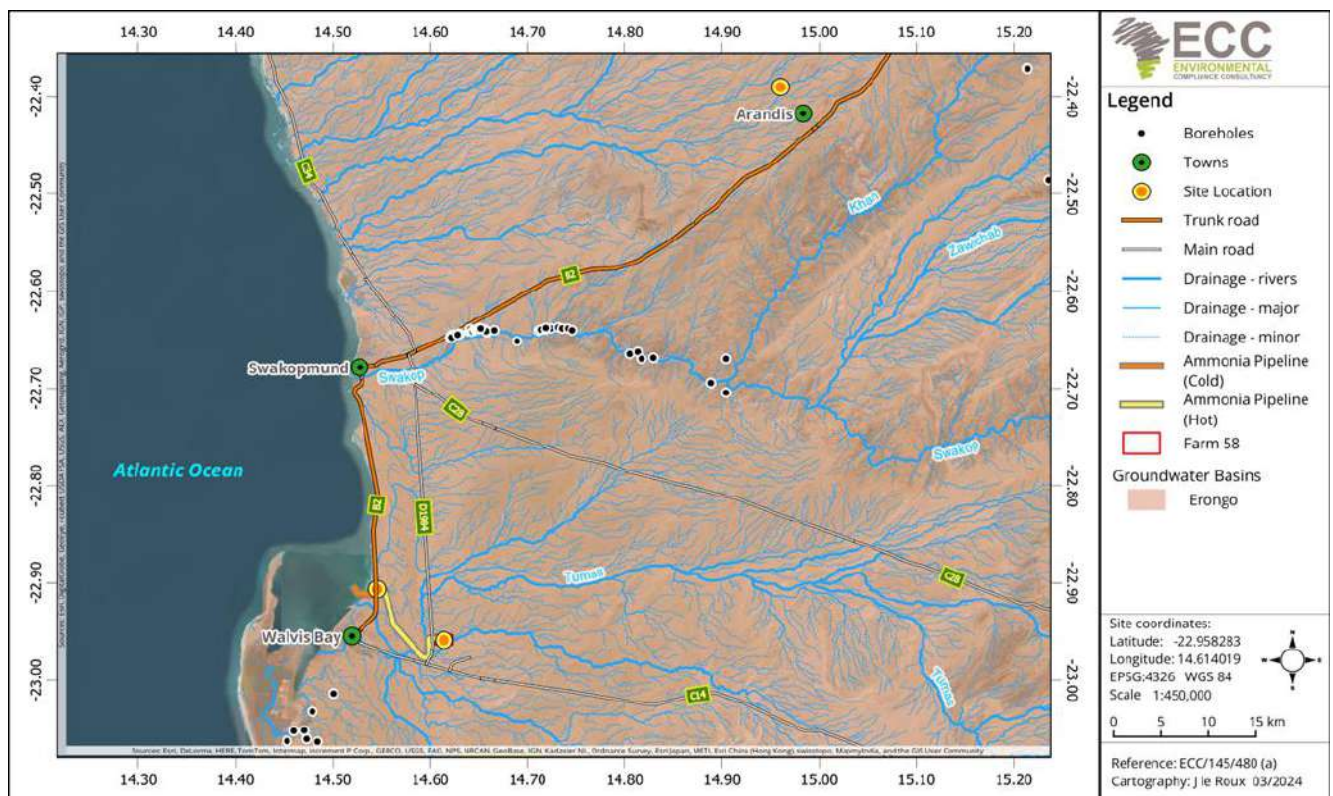 14.30 14.40 14.50 14.60 14.70 14.80 14.90 15.00 15.10 15.20
-22.40
-22.50
-22.60
-22.70
-22.80
-22.90
-23.00
-22.40
-22.50
-22.60
-22.70
-22.80
-22.90
-23.00
Arandis
C34
Khan
Zawichab
B2
Swakopmund
Swakop
C28
Swakop
Atlantic Ocean
B2
D1984
Tumas
C28
Walvis Bay
Tumas
C14
14.30 14.40 14.50 14.60 14.70 14.80 14.90 15.00 15.10 15.20
ECC
ENVIRONMENTAL
COMPLIANCE CONSULTANCY
Legend
Boreholes
Towns
Site Location
Trunk road
Main road
Drainage - rivers
Drainage - major
Drainage - minor
Ammonia Pipeline
(Cold)
Ammonia Pipeline
(Hot)
Farm 58
Groundwater Basins
Erongo
Site coordinates:
Latitude: -22.958283
Longitude: 14.614019
EPSG:4326 WGS 84
Scale 1:450,000
N
W E
S
0 5 10 15 km
Reference: ECC/145/480 (a)
Cartography: J le Roux 03/2024